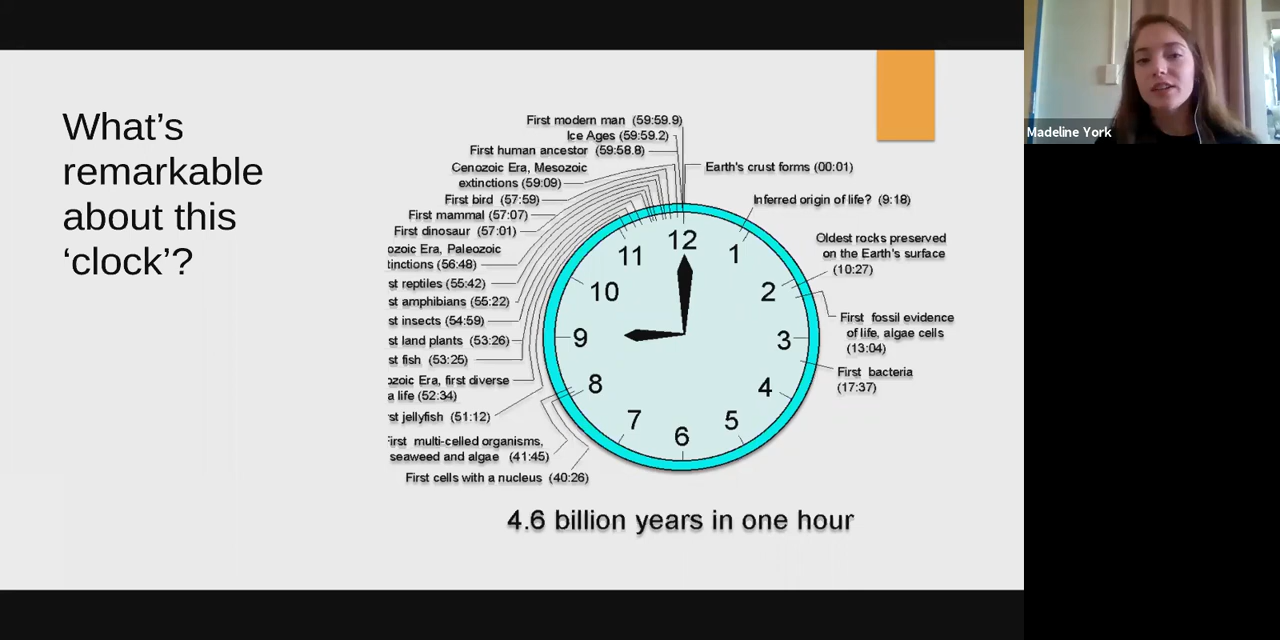 What's
remarkable
about this
‘clock’?
First modern man (59:59.9)
Ice Ages (59:59.2)
First human ancestor (59:58.8)
Cenozoic Era, Mesozoic
extinctions (59:09)
First bird (57:59)
First mammal (57:07)
First dinosaur (57:01)
ozoic Era, Paleozoic
tinctions (56:48)
st reptiles (55:42)
st amphibians (55:22)
st insects (54:59)
st land plants (53:26)
st fish (53:25)
ozoic Era, first diverse
a life (52:34)
st jellyfish (51:12)
First multi-celled organisms,
seaweed and algae (41:45)
First cells with a nucleus (40:26)
Earth's crust forms (00:01)
Inferred origin of life? (9:18)
Oldest rocks preserved
on the Earth's surface
(10:27)
First fossil evidence
of life, algae cells
(13:04)
First bacteria
(17:37)
12
1
2
3
4
5
6
7
8
9
10
11
4.6 billion years in one hour
Madeline York